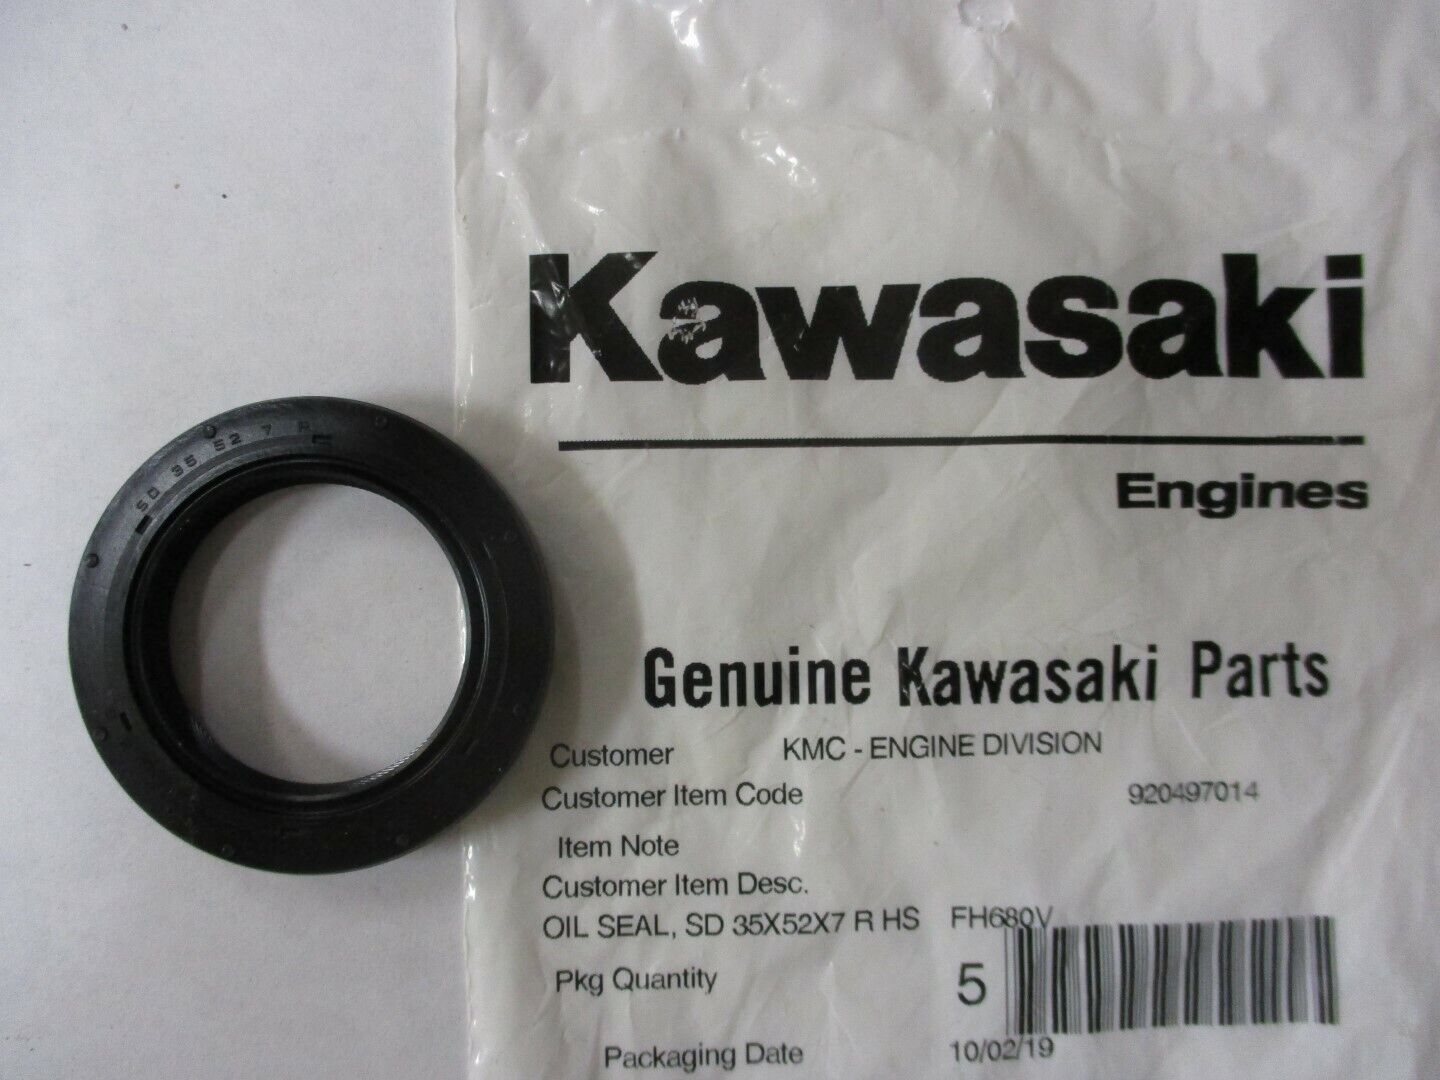 SD 35 52 7 R
Kawasaki
Engines
Genuine Kawasaki Parts
Customer KMC - ENGINE DIVISION
Customer Item Code 920497014
Item Note
Customer Item Desc.
OIL SEAL, SD 35X52X7 R HS FH680V
Pkg Quantity 5
Packaging Date 10/02/19